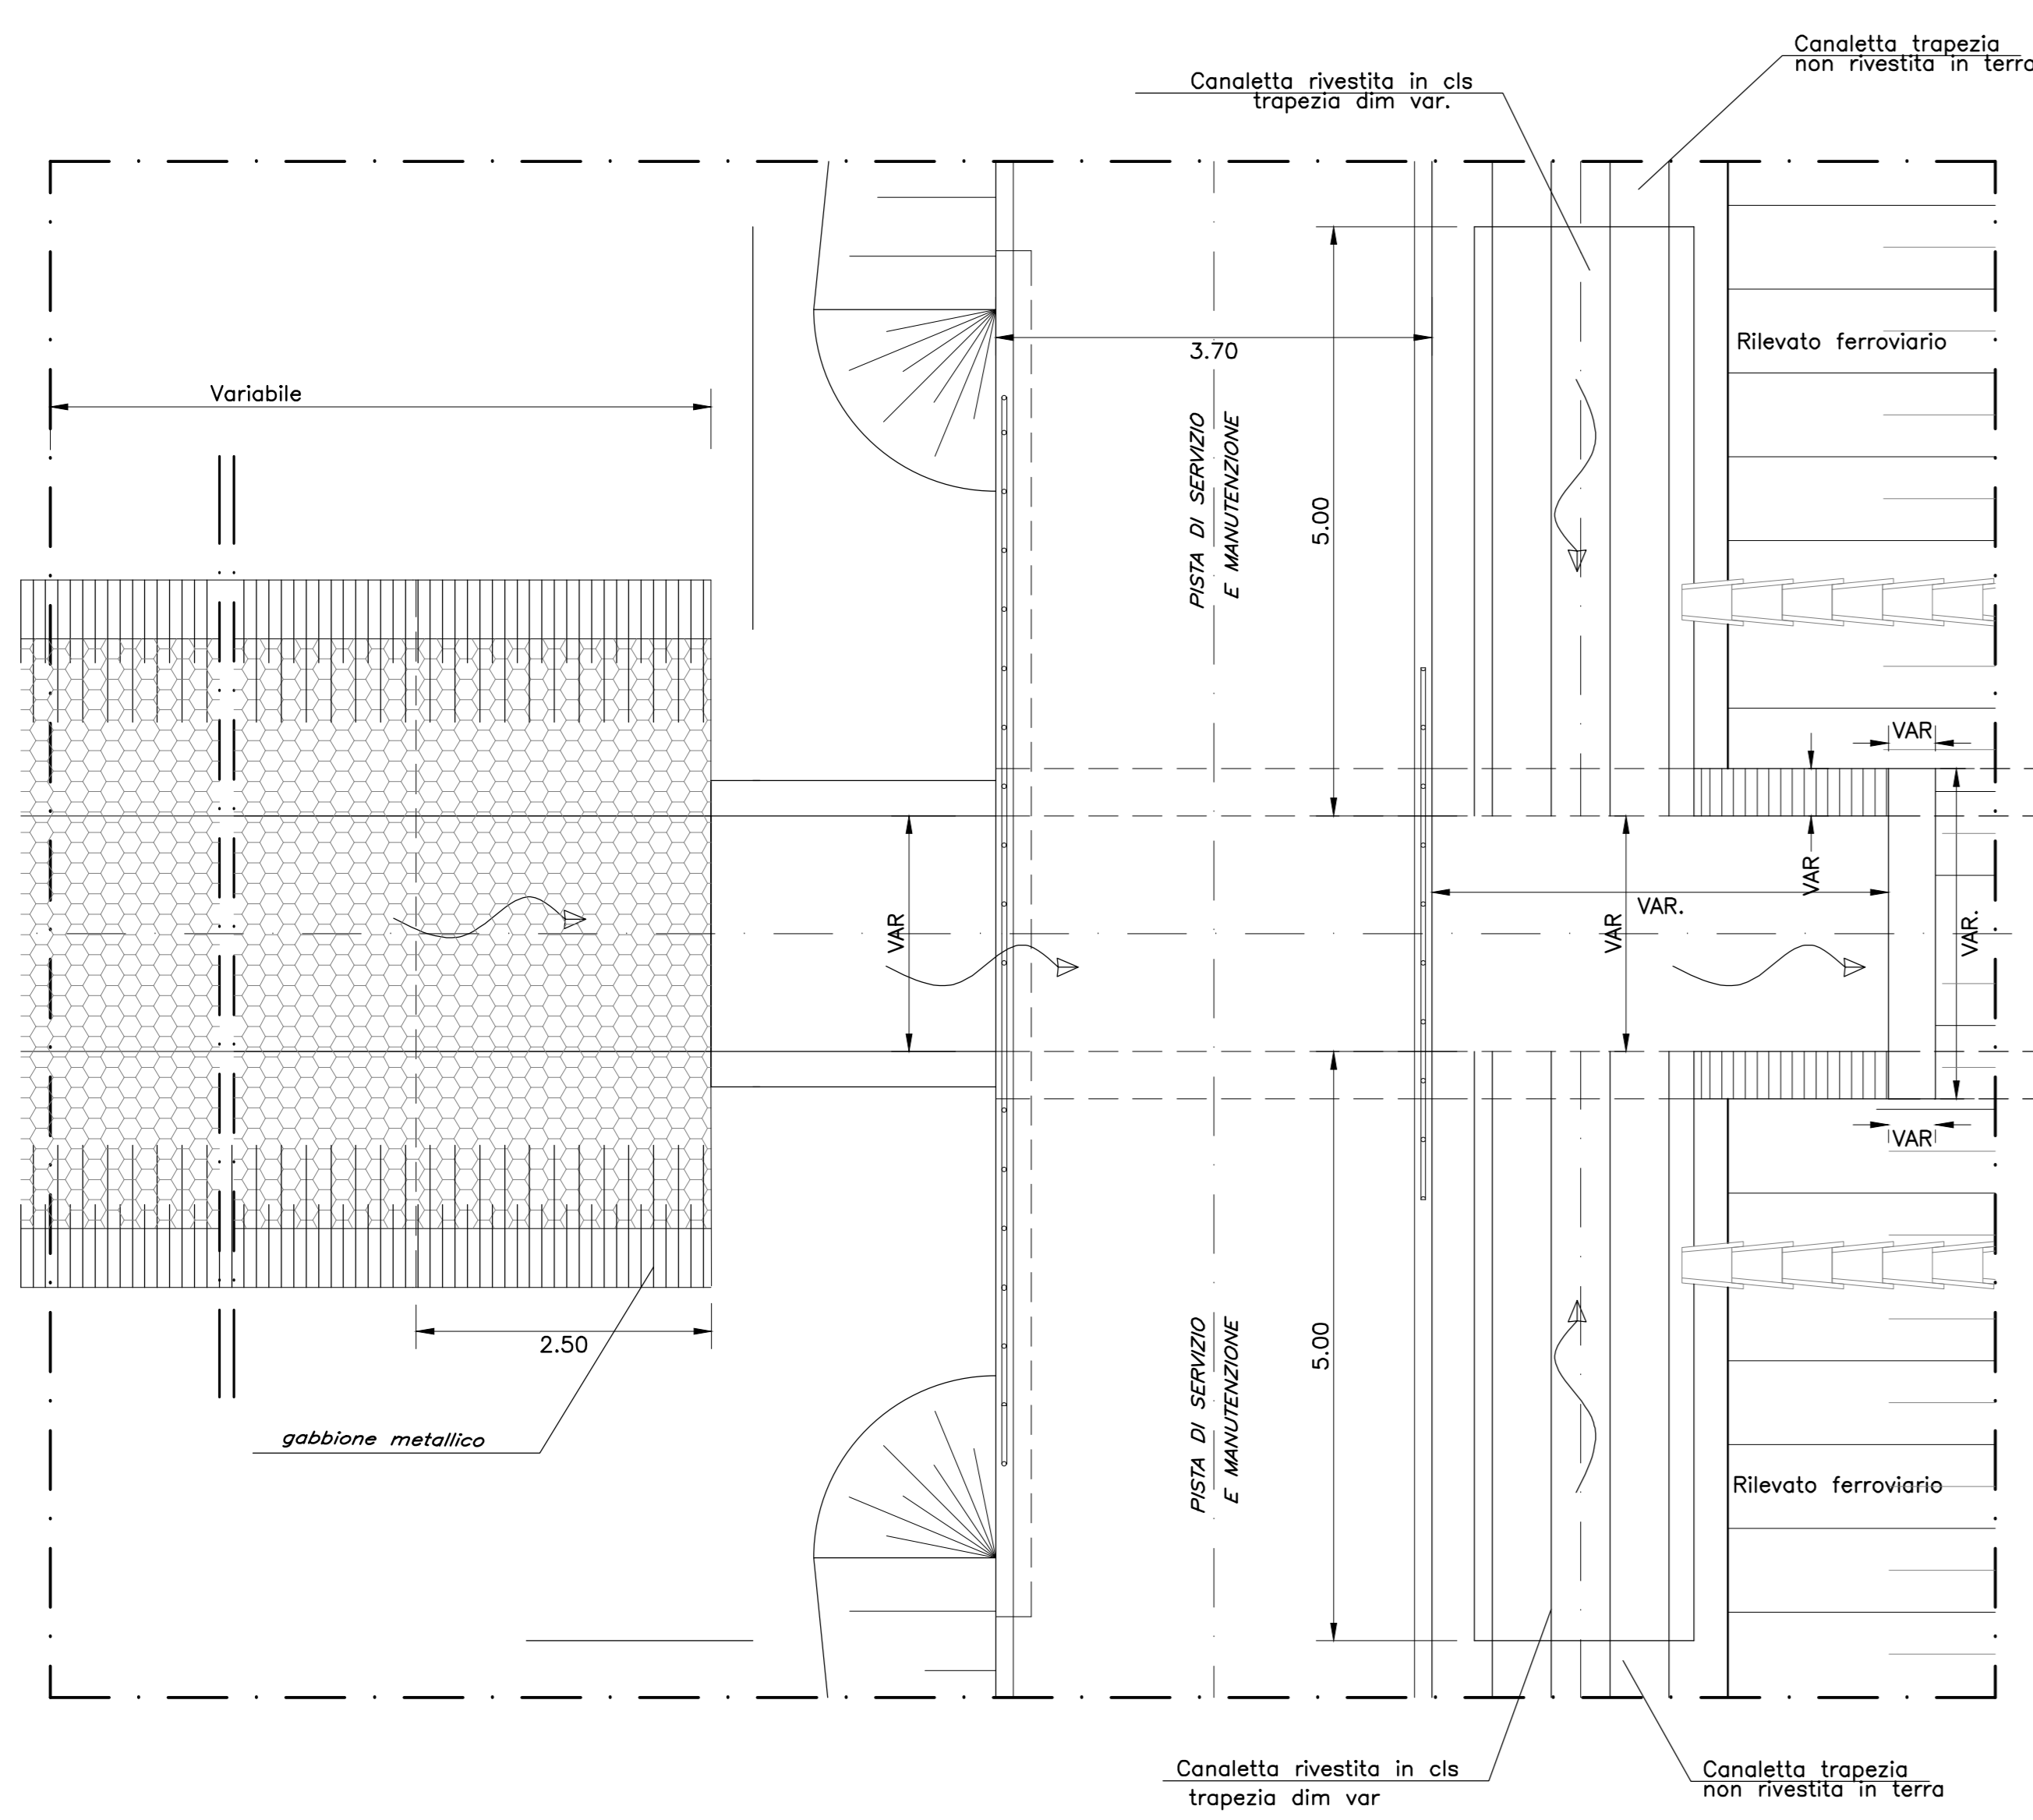 Canaletta trapezia
non rivestita in terra
Canaletta rivestita in cls
trapezia dim var.
Rilevato ferroviario
3.70
Variabile
PISTA DI SERVIZIO
E MANUTENZIONE
5.00
VAR
VAR
VAR.
VAR
VAR
VAR.
VAR
2.50
5.00
PISTA DI SERVIZIO
E MANUTENZIONE
gabbione metallico
Rilevato ferroviario
Canaletta rivestita in cls
trapezia dim var
Canaletta trapezia
non rivestita in terra